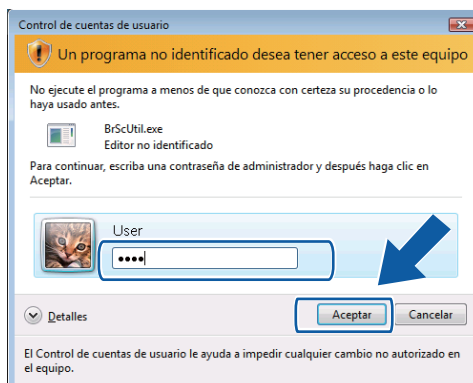 Control de cuentas de usuario
Un programa no identificado desea tener acceso a este equipo
No ejecute el programa a menos de que conozca con certeza su procedencia o lo
haya usado antes.
BrScUtil.exe
Editor no identificado
Para continuar, escriba una contraseña de administrador y después haga clic en
Aceptar.
User
••••
Detalles
Aceptar
Cancelar
El Control de cuentas de usuario le ayuda a impedir cualquier cambio no autorizado en
el equipo.